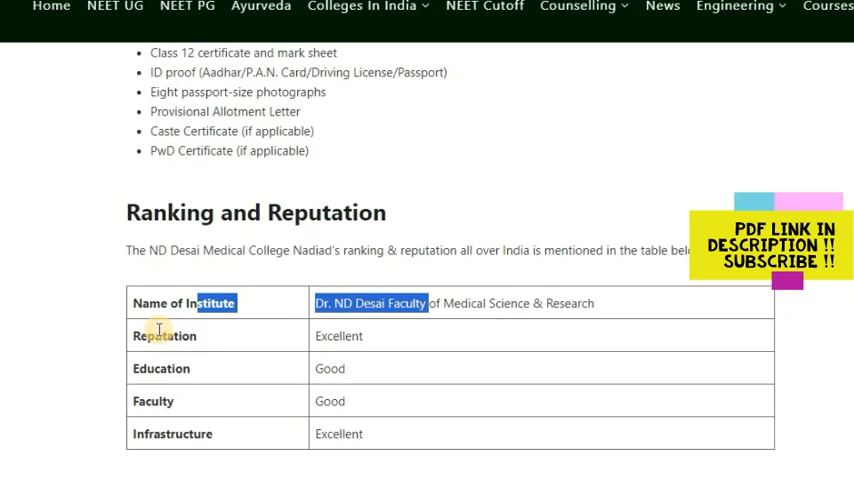 Home NEET UG NEET PG Ayurveda Colleges In India NEET Cutoff Counselling News Engineering Courses
Class 12 certificate and mark sheet
ID proof (Aadhar/P.A.N. Card/Driving License/Passport)
Eight passport-size photographs
Provisional Allotment Letter
Caste Certificate (if applicable)
PwD Certificate (if applicable)
Ranking and Reputation
The ND Desai Medical College Nadiad's ranking & reputation all over India is mentioned in the table
PDF LINK IN
DESCRIPTION !!
SUBSCRIBE !!
Name of Institute Dr. ND Desai Faculty of Medical Science & Research
Reputation Excellent
Education Good
Faculty Good
Infrastructure Excellent